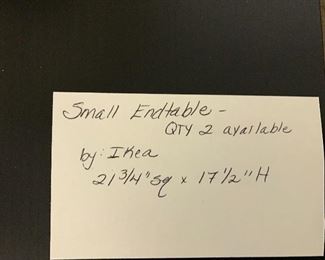 Small Endtable -
QTY 2 available
by: IKea
21 3/4" sq x 17 1/2" H